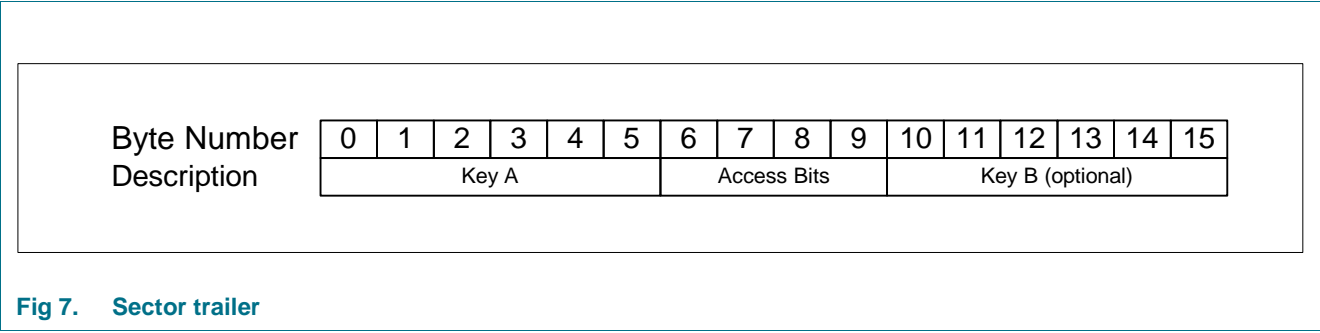 Byte Number 0 1 2 3 4 5 6 7 8 9 10 11 12 13 14 15
Description Key A Access Bits Key B (optional)
Fig 7. Sector trailer